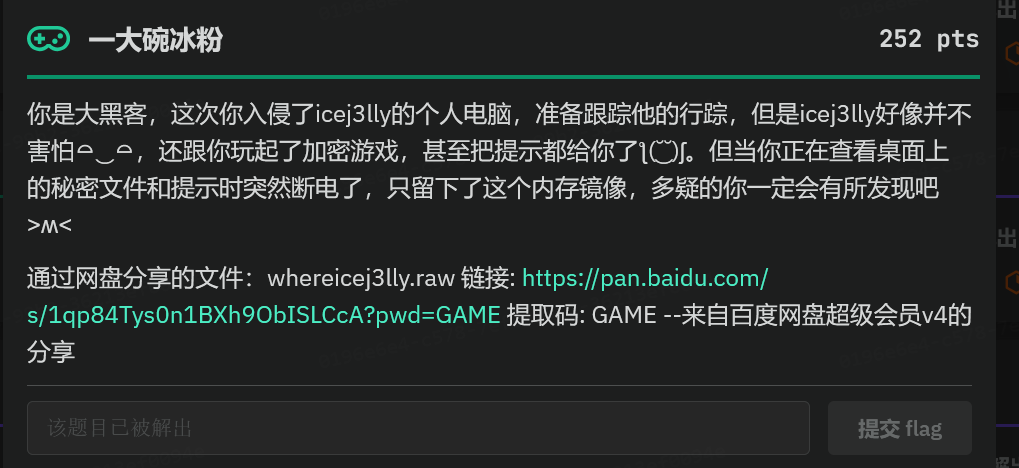 一大碗冰粉
252 pts
你是大黑客，这次你入侵了icej3lly的个人电脑，准备跟踪他的行踪，但是icej3lly好像并不
害怕⌓‿⌓，还跟你玩起了加密游戏，甚至把提示都给你了ʅ(◡̈)ʃ。但当你正在查看桌面上
的秘密文件和提示时突然断电了，只留下了这个内存镜像，多疑的你一定会有所发现吧
>ʍ<
通过网盘分享的文件：whereicej3lly.raw 链接: https://pan.baidu.com/
s/1qp84Tys0n1BXh9ObISLCcA?pwd=GAME 提取码: GAME --来自百度网盘超级会员v4的
分享
该题目已被解出
提交 flag